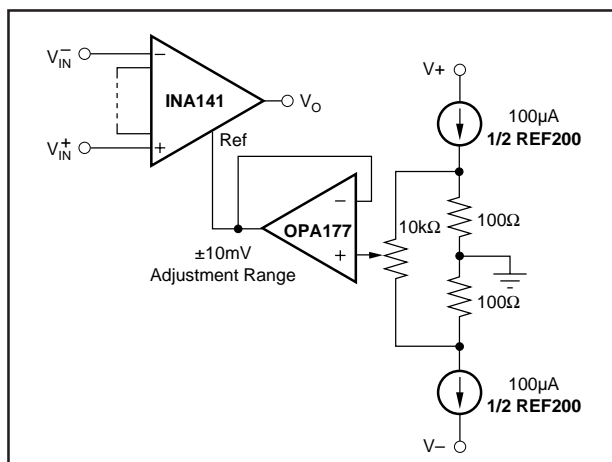 V−IN
V+IN
−
+
INA141
VO
Ref
OPA177
−
+
±10mV
Adjustment Range
10kΩ
V+
100µA
1/2 REF200
100Ω
100Ω
100µA
1/2 REF200
V−